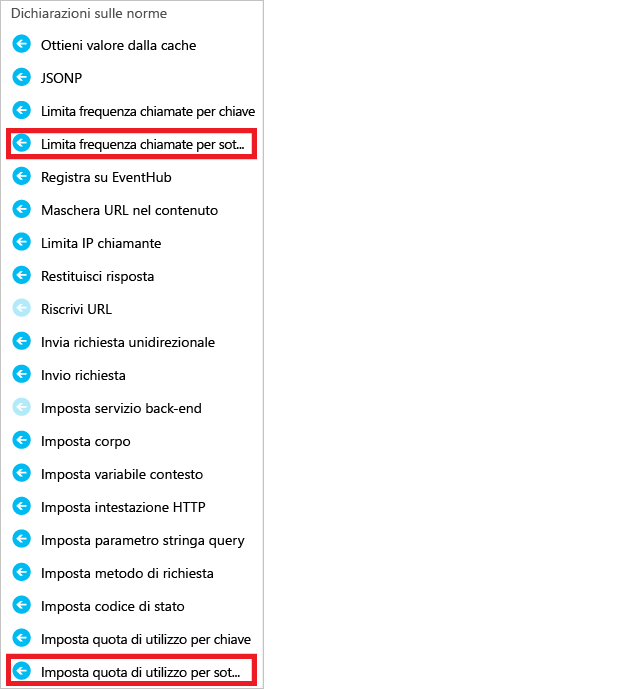 Dichiarazioni sulle norme
Ottieni valore dalla cache
JSONP
Limita frequenza chiamate per chiave
Limita frequenza chiamate per sot...
Registra su EventHub
Maschera URL nel contenuto
Limita IP chiamante
Restituisci risposta
Riscrivi URL
Invia richiesta unidirezionale
Invio richiesta
Imposta servizio back-end
Imposta corpo
Imposta variabile contesto
Imposta intestazione HTTP
Imposta parametro stringa query
Imposta metodo di richiesta
Imposta codice di stato
Imposta quota di utilizzo per chiave
Imposta quota di utilizzo per sot...